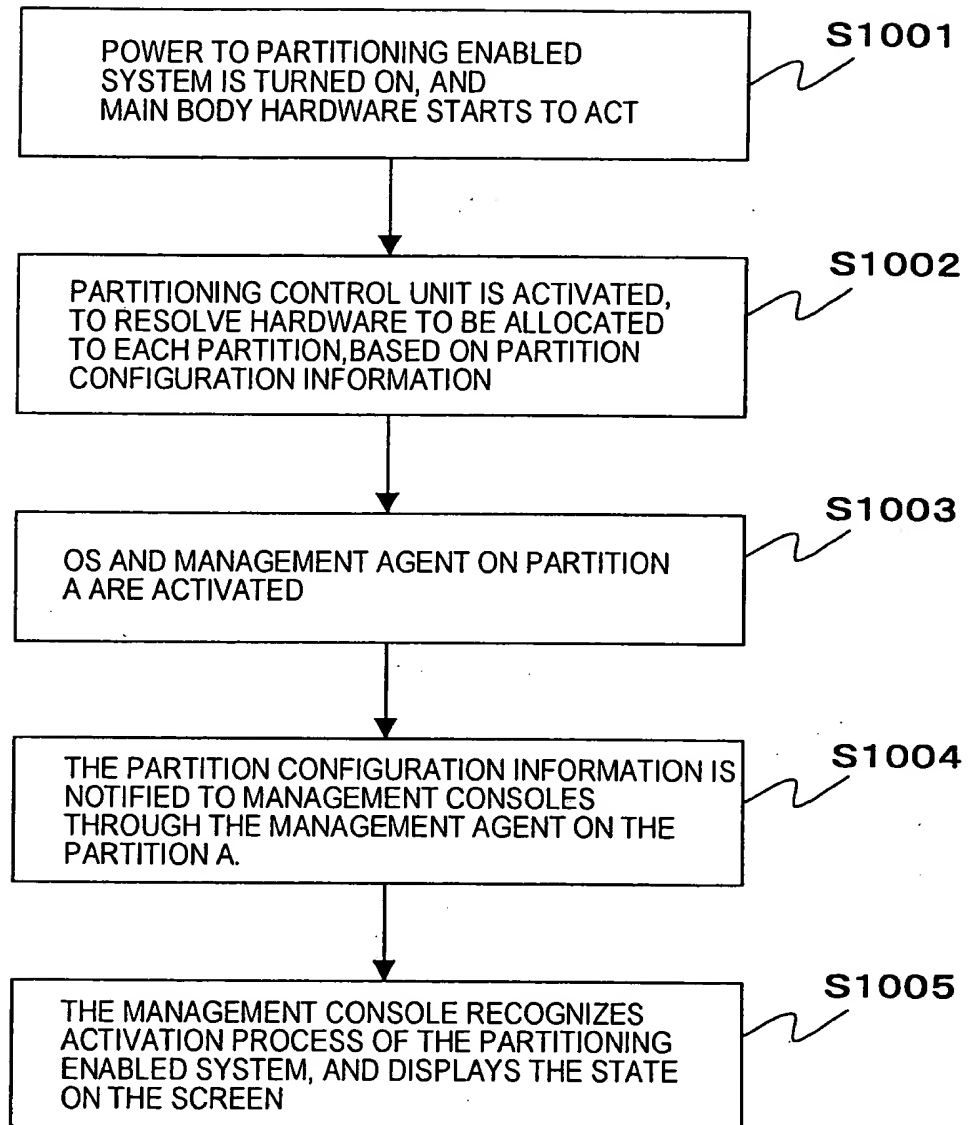 S1001
POWER TO PARTITIONING ENABLED
SYSTEM IS TURNED ON, AND
MAIN BODY HARDWARE STARTS TO ACT
S1002
PARTITIONING CONTROL UNIT IS ACTIVATED,
TO RESOLVE HARDWARE TO BE ALLOCATED
TO EACH PARTITION,BASED ON PARTITION
CONFIGURATION INFORMATION
S1003
OS AND MANAGEMENT AGENT ON PARTITION
A ARE ACTIVATED
S1004
THE PARTITION CONFIGURATION INFORMATION IS
NOTIFIED TO MANAGEMENT CONSOLES
THROUGH THE MANAGEMENT AGENT ON THE
PARTITION A.
S1005
THE MANAGEMENT CONSOLE RECOGNIZES
ACTIVATION PROCESS OF THE PARTITIONING
ENABLED SYSTEM, AND DISPLAYS THE STATE
ON THE SCREEN